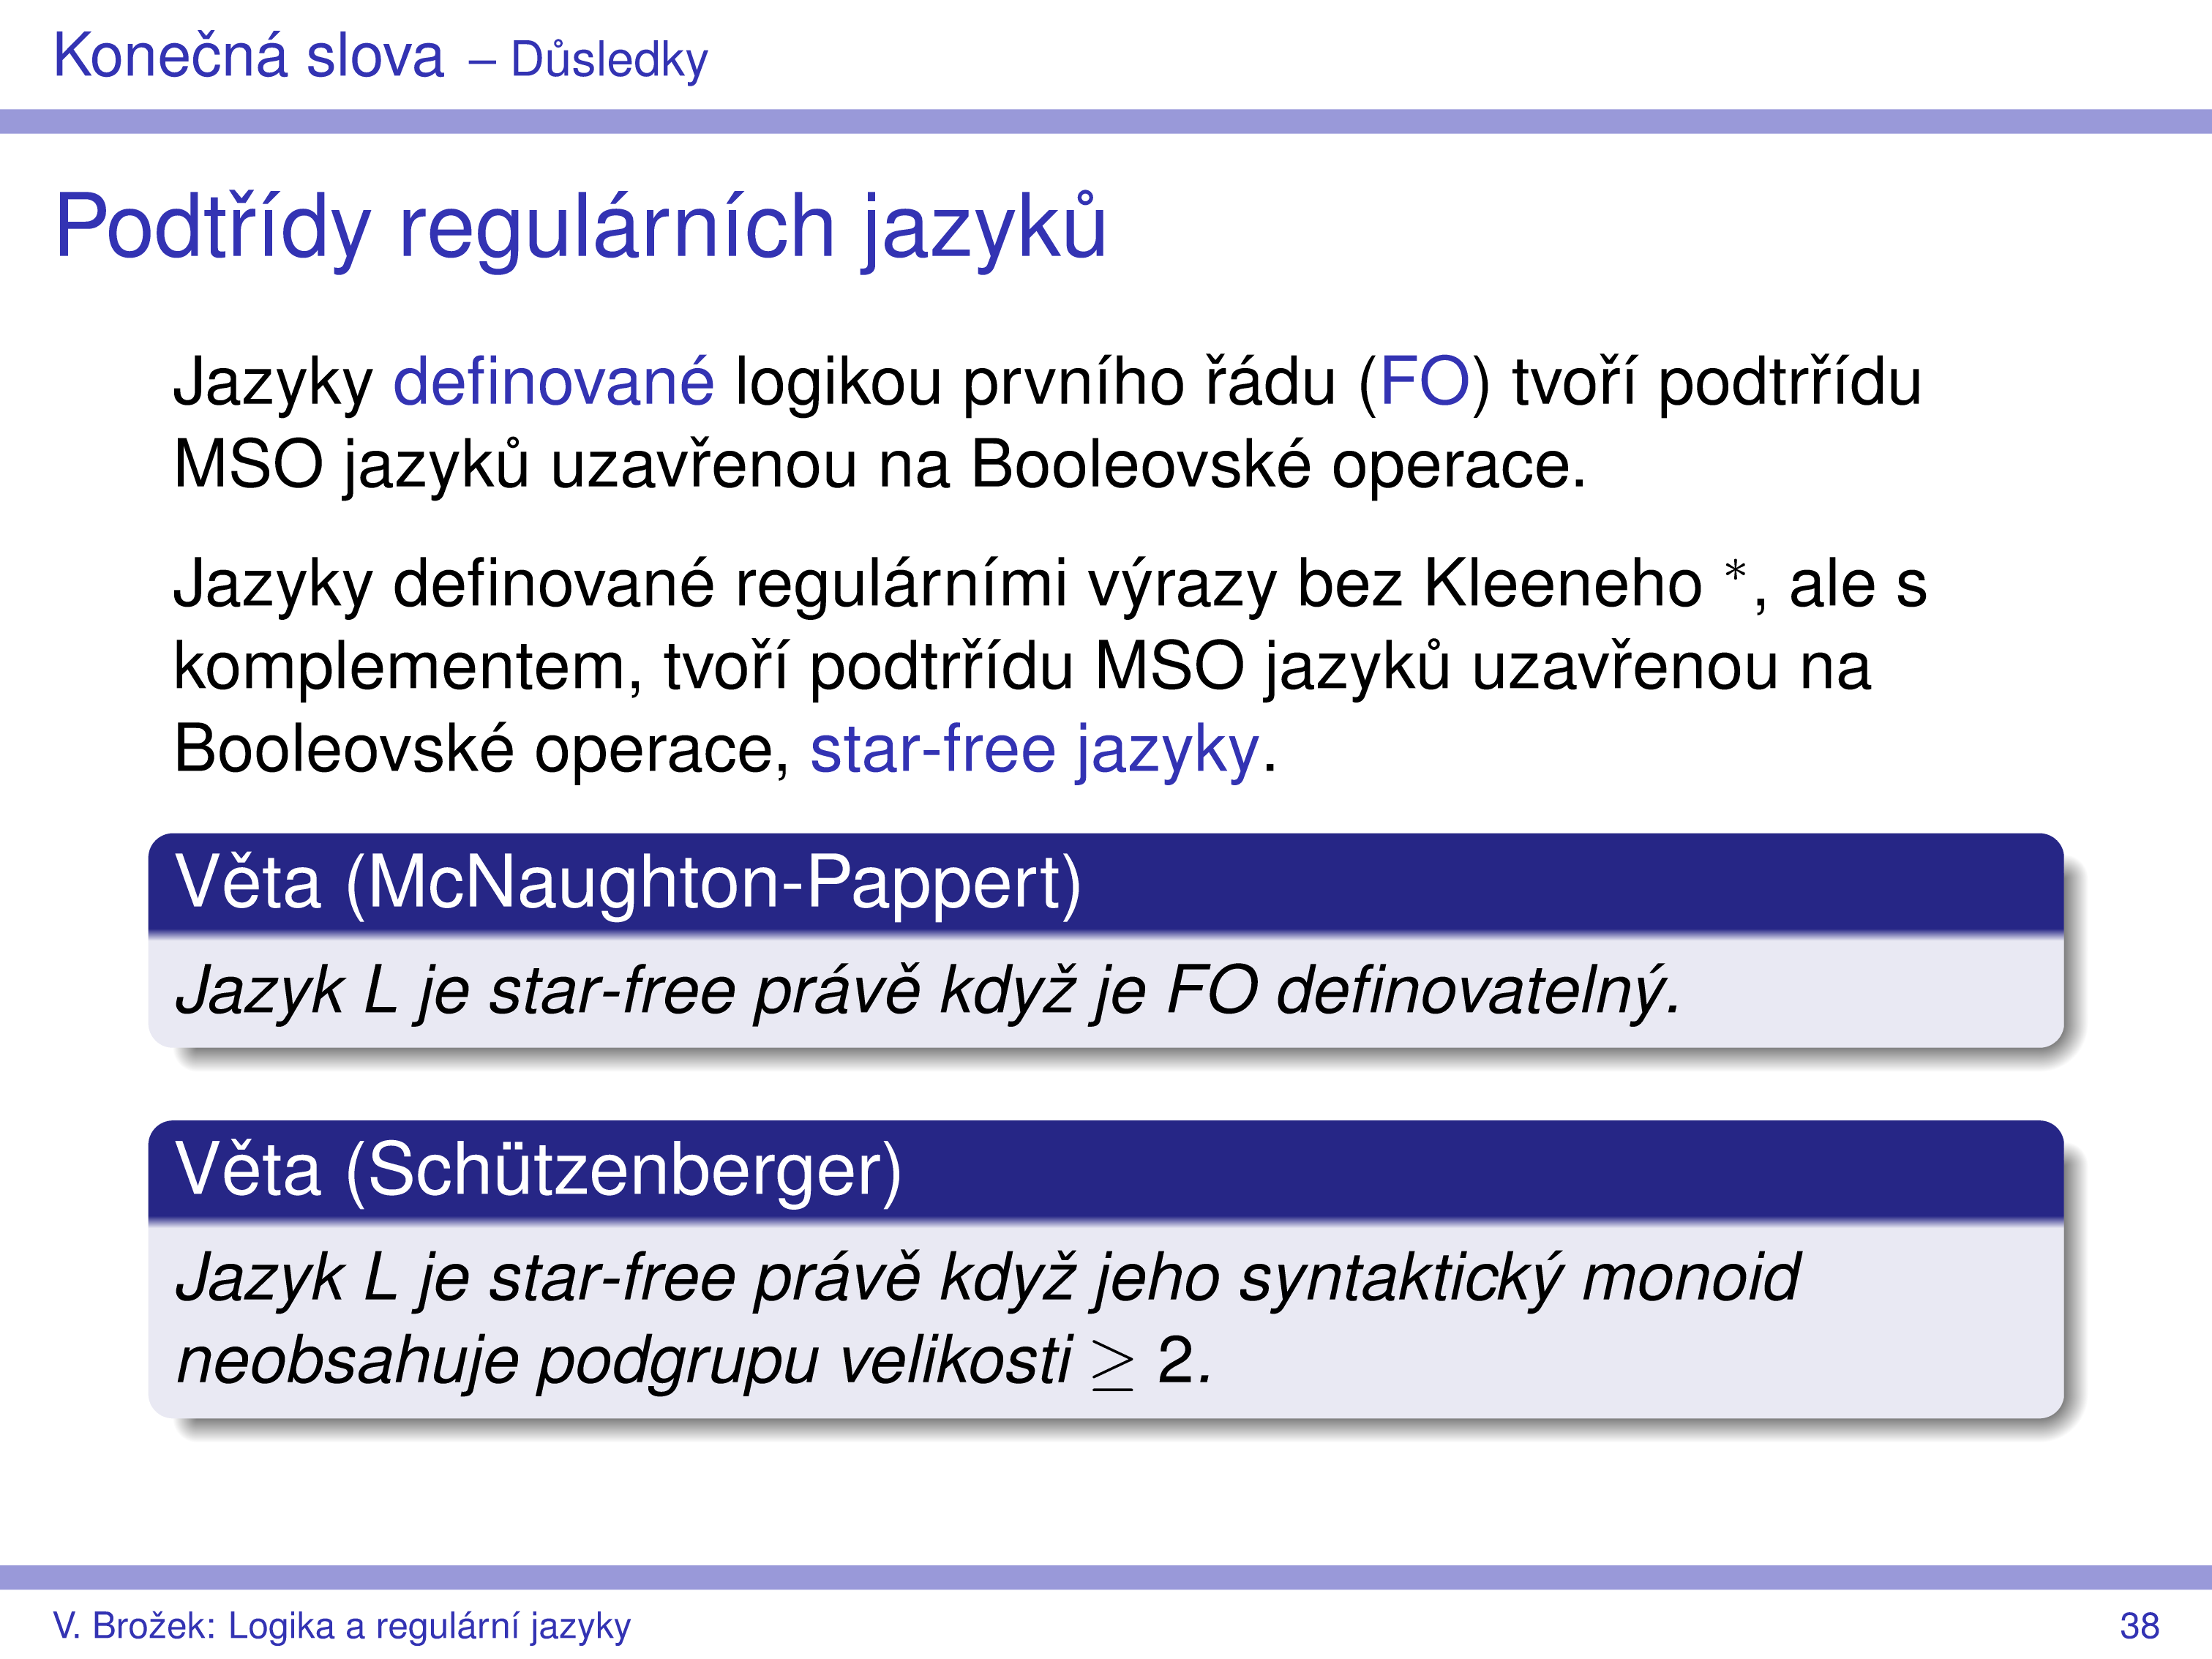 Konečná slova – Důsledky
Podtřídy regulárních jazyků
Jazyky definované logikou prvního řádu (FO) tvoří podtrřídu
MSO jazyků uzavřenou na Booleovské operace.
Jazyky definované regulárními výrazy bez Kleeneho *, ale s
komplementem, tvoří podtrřídu MSO jazyků uzavřenou na
Booleovské operace, star-free jazyky.
Věta (McNaughton-Pappert)
Jazyk L je star-free právě když je FO definovatelný.
Věta (Schützenberger)
Jazyk L je star-free právě když jeho syntaktický monoid
neobsahuje podgrupu velikosti ≥ 2.
V. Brožek: Logika a regulární jazyky
38